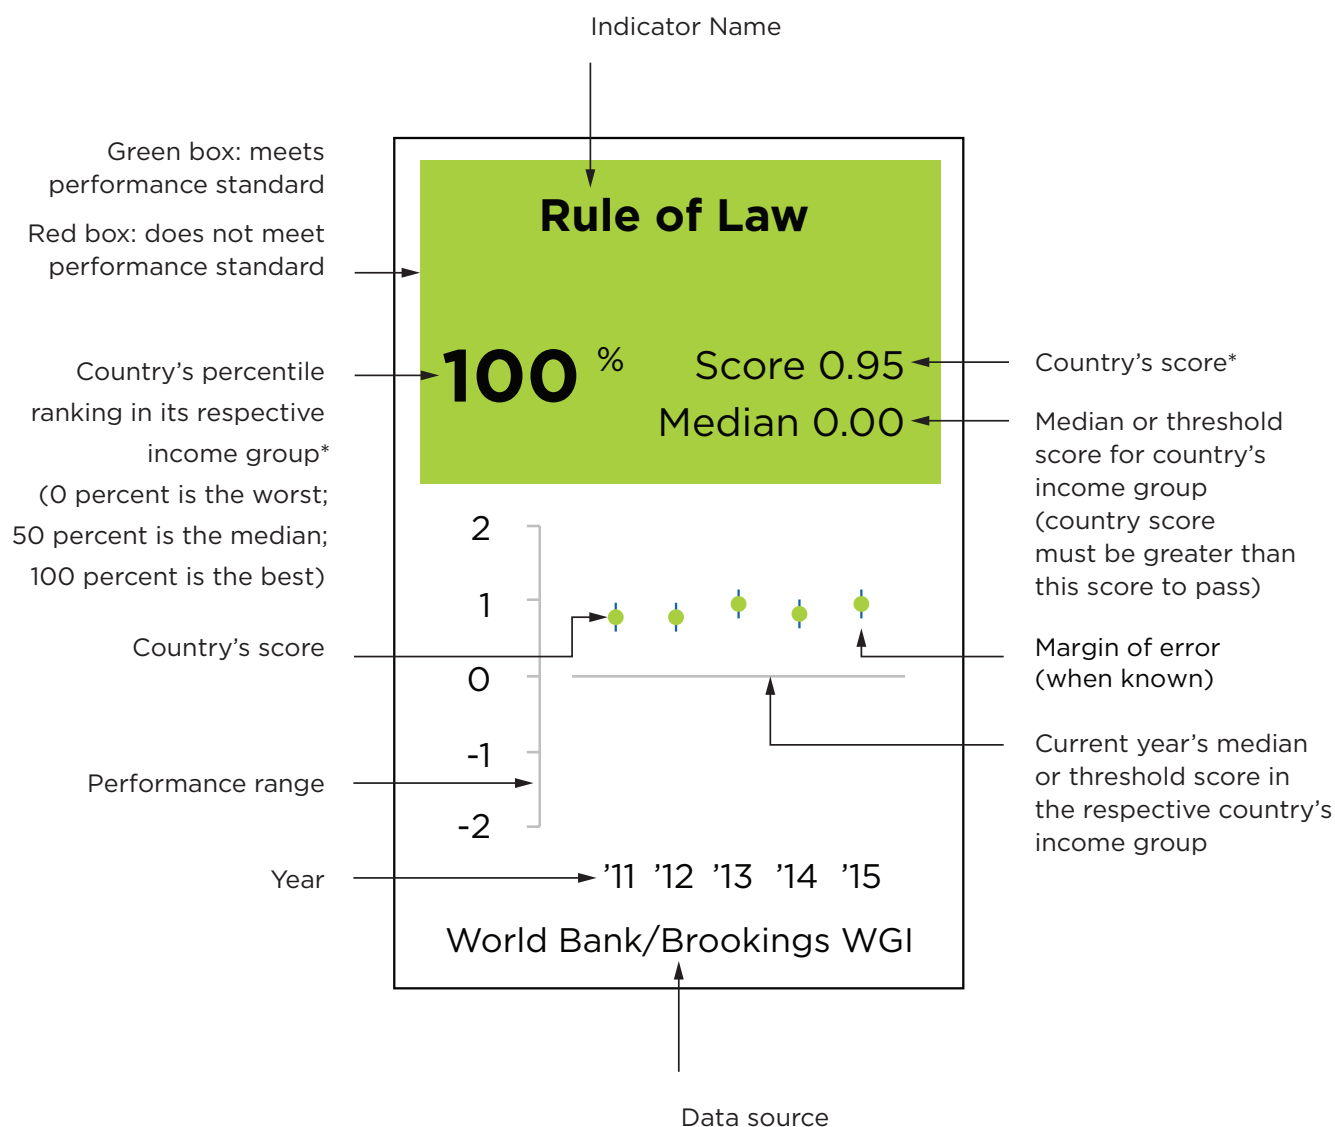 Indicator Name
Green box: meets
performance standard
Red box: does not meet
performance standard
Country’s percentile
ranking in its respective
income group*
(0 percent is the worst;
50 percent is the median;
100 percent is the best)
Country’s score
Performance range
Year
Rule of Law
100 %
Score 0.95
Median 0.00
2
1
0
-1
-2
’11 ’12 ’13 ’14 ’15
World Bank/Brookings WGI
Country’s score*
Median or threshold
score for country’s
income group
(country score
must be greater than
this score to pass)
Margin of error
(when known)
Current year’s median
or threshold score in
the respective country’s
income group
Data source